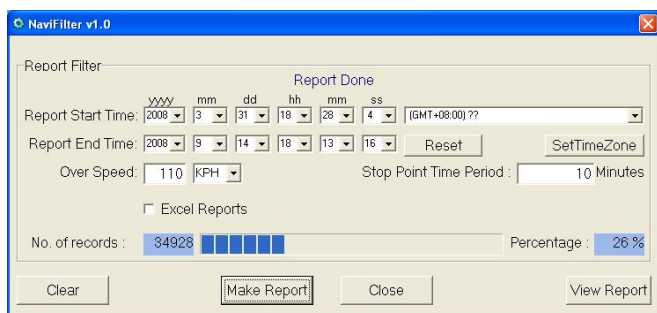 NaviFilter v1.0
Report Filter
Report Done
yyyy mm dd hh mm ss
Report Start Time: 2008 3 31 18 28 4 (GMT+08:00) ??
Report End Time: 2008 9 14 18 13 16 Reset SetTimeZone
Over Speed: 110 KPH Stop Point Time Period : 10 Minutes
Excel Reports
No. of records : 34928 Percentage : 26 %
Clear Make Report Close View Report